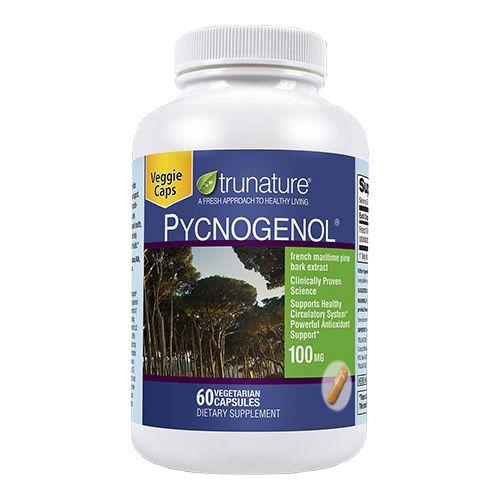 Veggie
Caps
trunature®
A FRESH APPROACH TO HEALTHY LIVING
PYCNOGENOL®
french maritime pine
bark extract
Clinically Proven
Science
Supports Healthy
Circulatory System*
Powerful Antioxidant
Support*
100 MG
60 VEGETARIAN
CAPSULES
DIETARY SUPPLEMENT